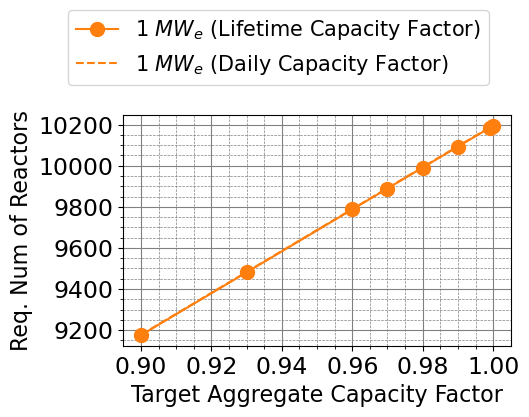 1 MWe (Lifetime Capacity Factor)
1 MWe (Daily Capacity Factor)
Req. Num of Reactors
10200
10000
9800
9600
9400
9200
0.90 0.92 0.94 0.96 0.98 1.00
Target Aggregate Capacity Factor